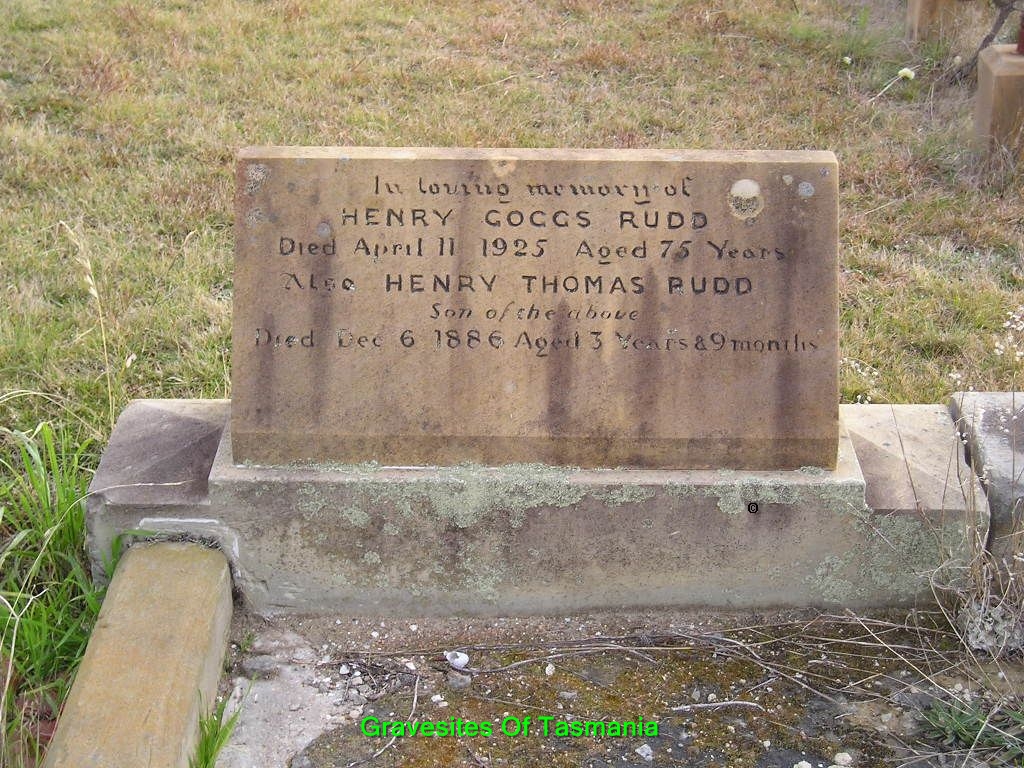 In loving memory of
HENRY GOGGS RUDD
Died April 11 1925 Aged 75 Years
Also HENRY THOMAS RUDD
Son of the above
Died Dec 6 1886 Aged 3 Years & 9 months
©
Gravesites Of Tasmania